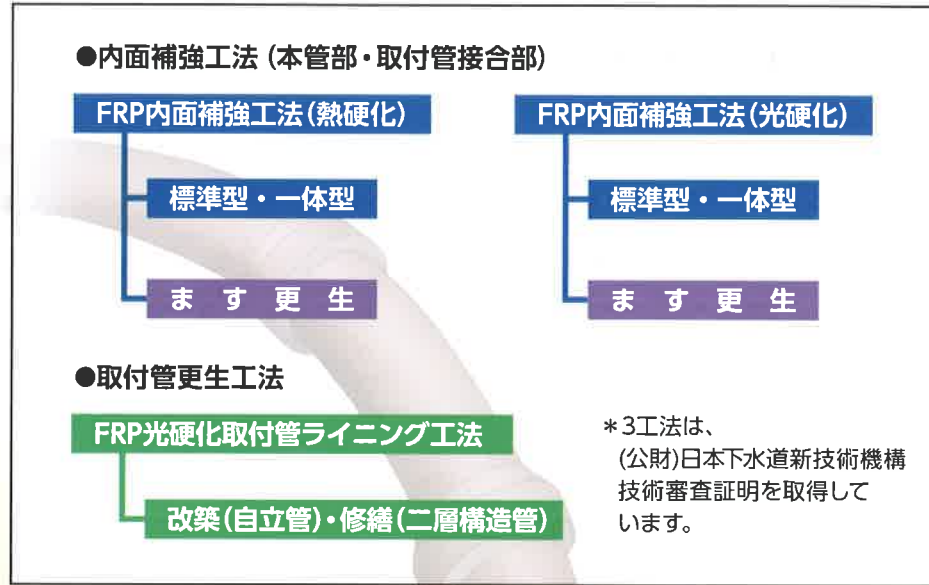 ●内面補強工法(本管部・取付管接合部)
FRP内面補強工法(熱硬化)
標準型・一体型
ます更生
FRP内面補強工法(光硬化)
標準型・一体型
ます更生
●取付管更生工法
FRP光硬化取付管ライニング工法
改築(自立管)・修繕(二層構造管)
*3工法は、
(公財)日本下水道新技術機構
技術審査証明を取得して
います。